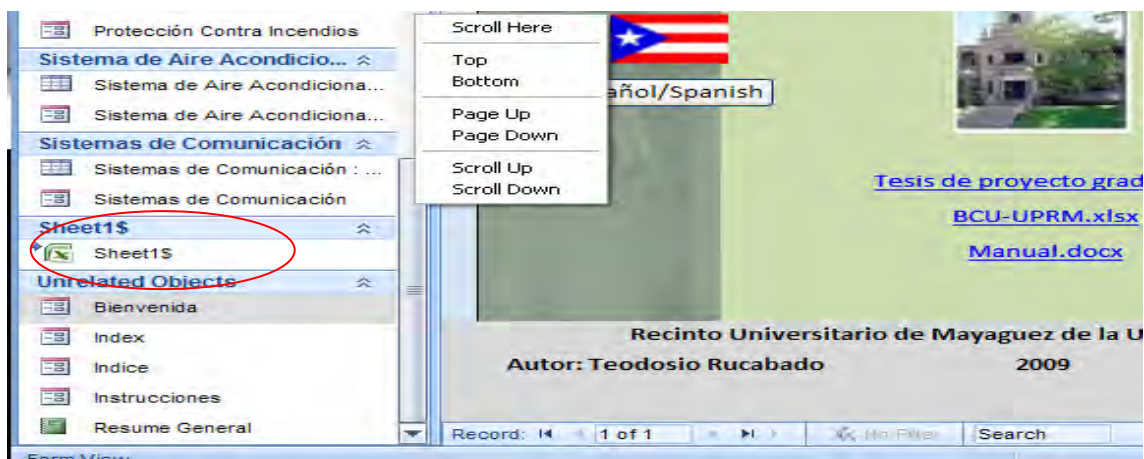 Protección Contra Incendios
Sistema de Aire Acondicio...
Sistema de Aire Acondiciona...
Sistema de Aire Acondiciona...
Sistemas de Comunicación
Sistemas de Comunicación : ...
Sistemas de Comunicación
Sheet1$
Sheet1$
Unrelated Objects
Bienvenida
Index
Indice
Instrucciones
Resume General
Scroll Here
Top
Bottom
Page Up
Page Down
Scroll Up
Scroll Down
añol/Spanish
Tesis de proyecto grad
BCU-UPRM.xlsx
Manual.docx
Recinto Universitario de Mayaguez de la U
Autor: Teodosio Rucabado 2009
Record: 1 of 1 No Filter Search
Form View